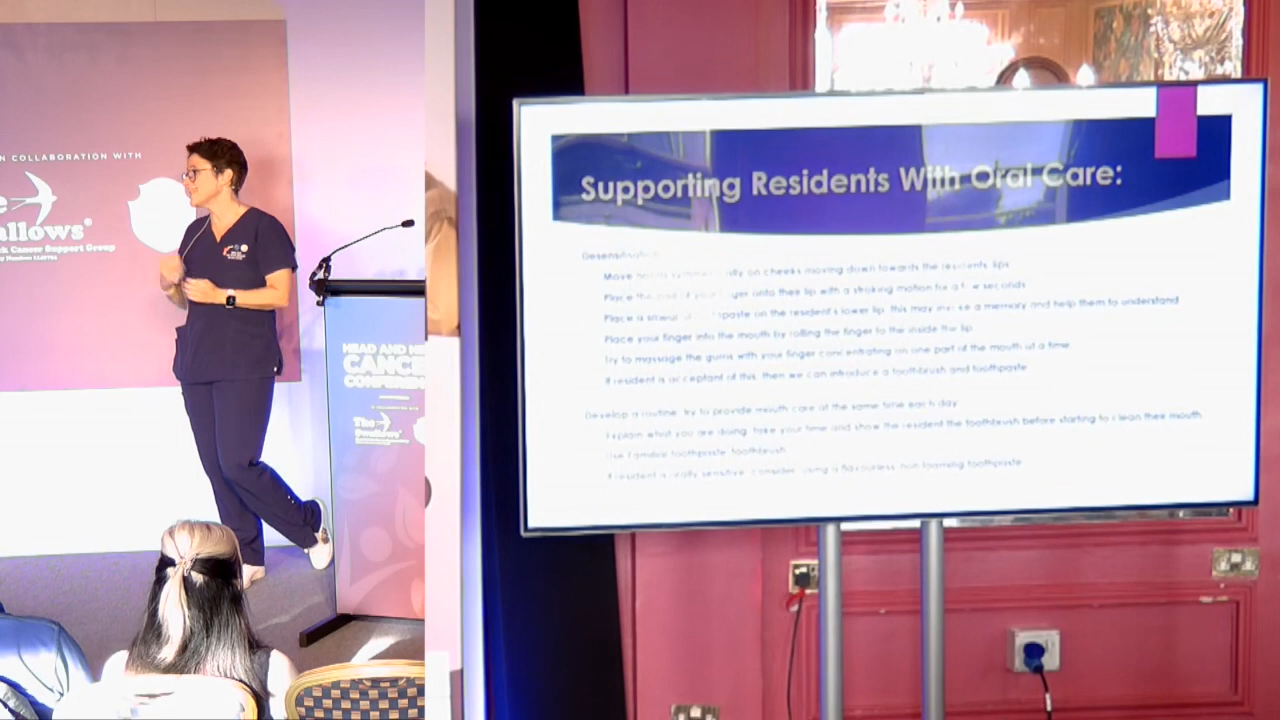 N COLLABORATION WITH
The
allows
k Cancer Support Group
HEAD AND NE
CANCE
CONFERE
The
Swallows
Supporting Residents With Oral Care:
Desensitisation
Move hands symmetrically on cheeks moving down towards the residents lips
Place the pad of your finger onto their lip with a stroking motion for a few seconds
Place a smear of toothpaste on the resident's lower lip, this may invoke a memory and help them to understand
Place your finger into the mouth by rolling the finger to the inside the lip
Try to massage the gums with your finger concentrating on one part of the mouth at a time
If resident is acceptant of this, then we can introduce a toothbrush and toothpaste
Develop a routine, try to provide mouth care at the same time each day
Explain what you are doing, take your time and show the resident the toothbrush before starting to clean their mouth
Use familiar toothpaste, toothbrush
If resident is really sensitive, consider using a flavourless, non foaming toothpaste